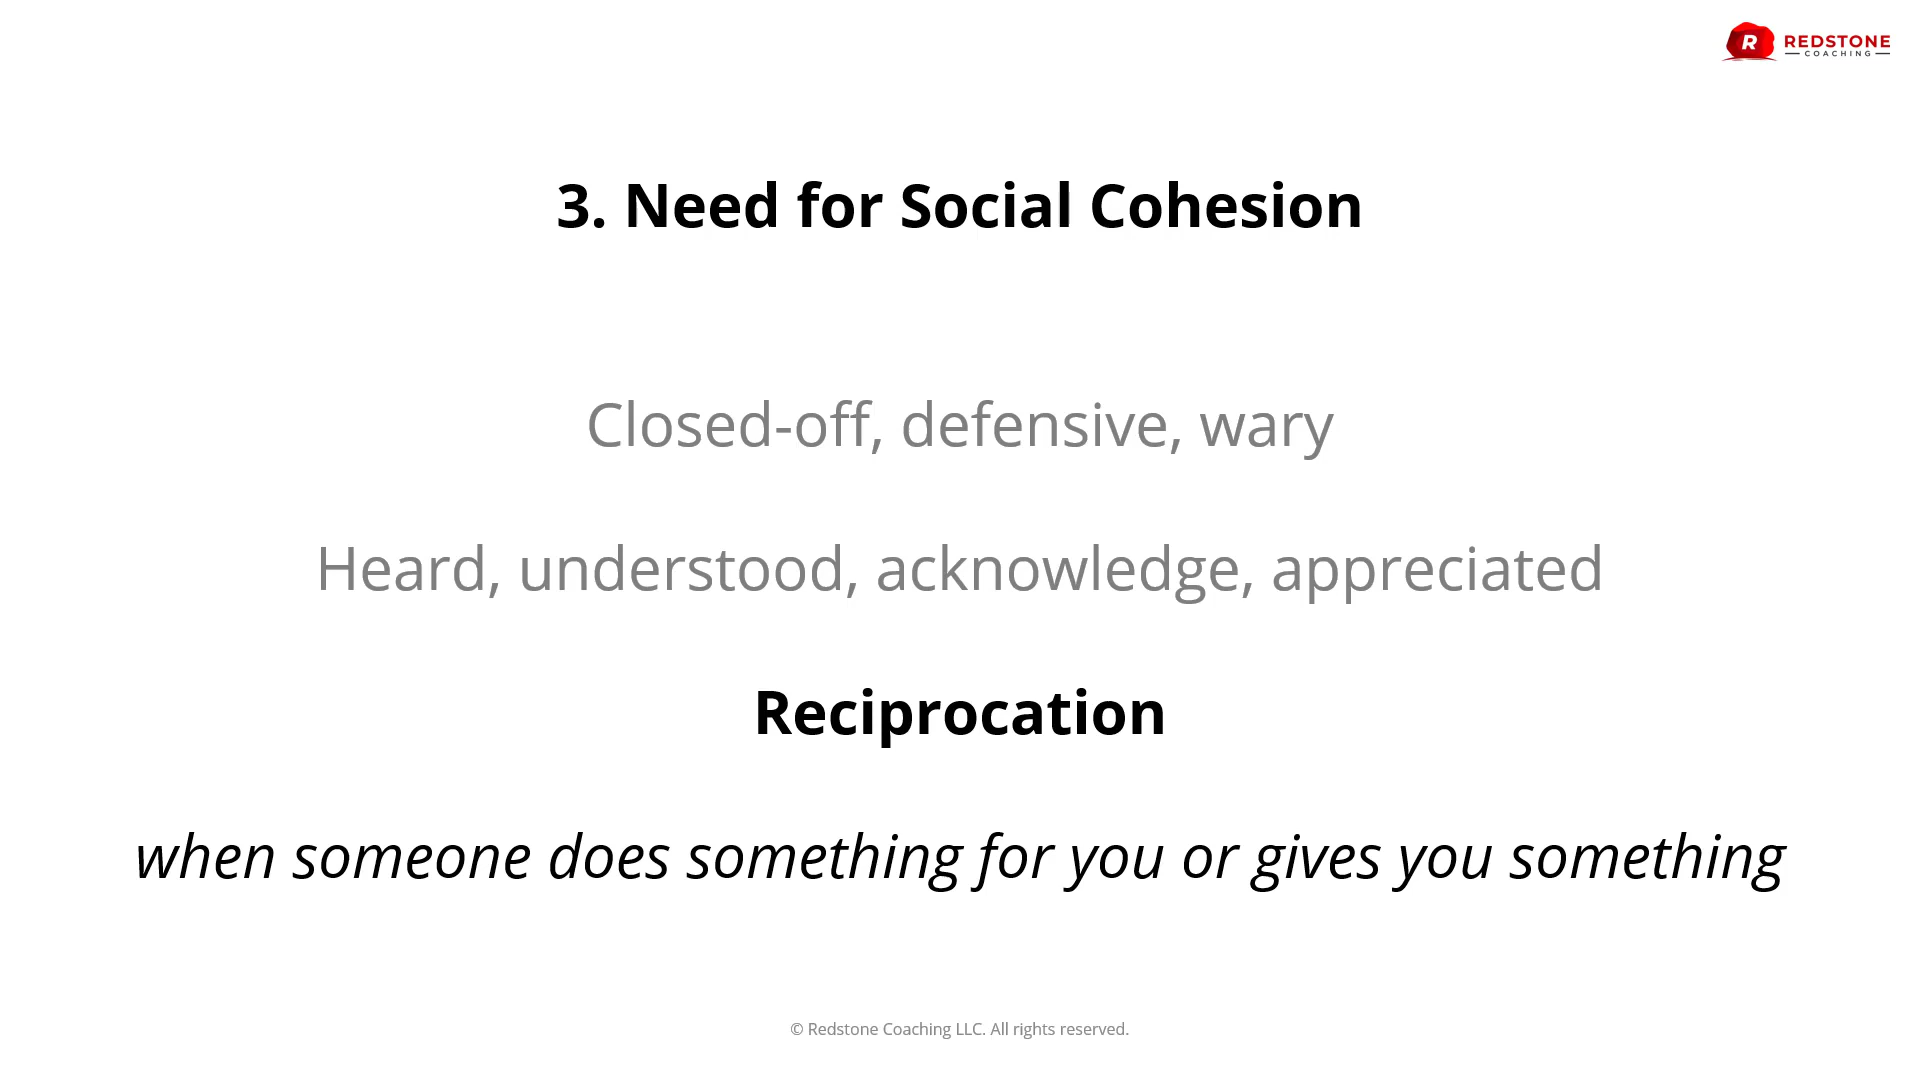 R REDSTONE
COACHING
3. Need for Social Cohesion
Closed-off, defensive, wary
Heard, understood, acknowledge, appreciated
Reciprocation
when someone does something for you or gives you something
© Redstone Coaching LLC. All rights reserved.